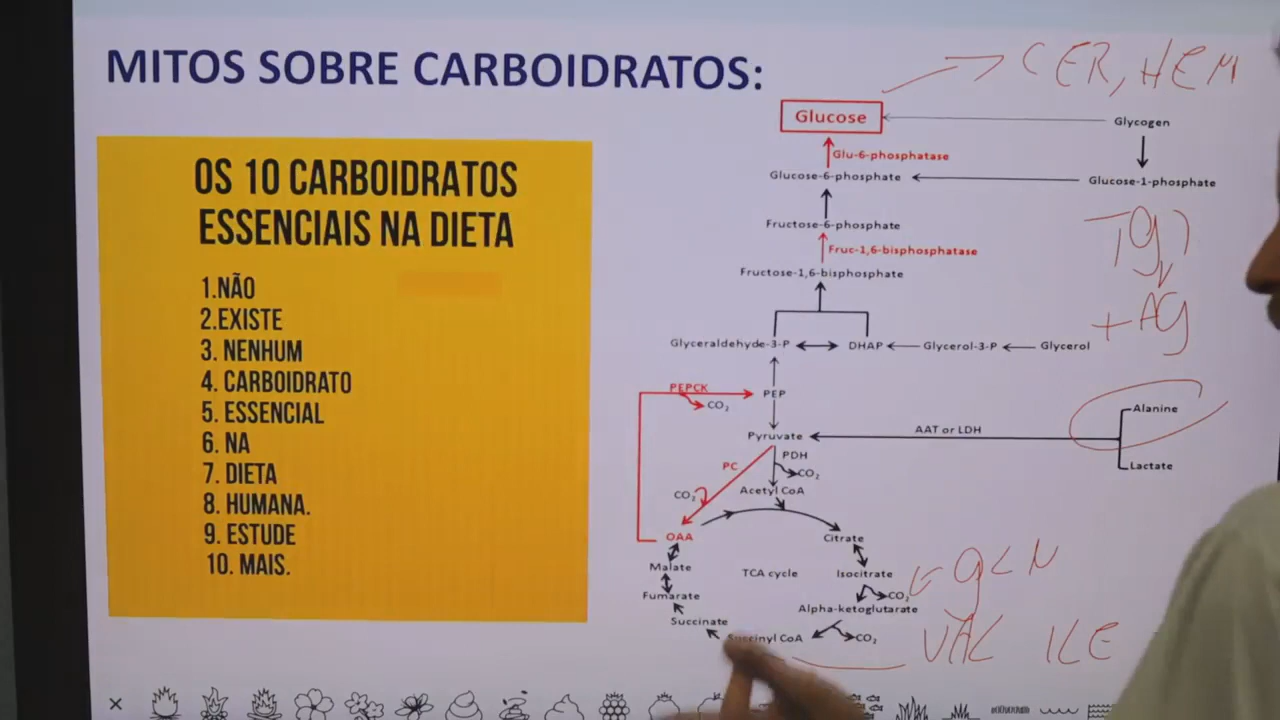 MITOS SOBRE CARBOIDRATOS:
OS 10 CARBOIDRATOS
ESSENCIAIS NA DIETA
1.NÃO
2.EXISTE
3. NENHUM
4. CARBOIDRATO
5. ESSENCIAL
6. NA
7. DIETA
8. HUMANA.
9. ESTUDE
10. MAIS.
CER, HEM
Glucose
Glycogen
Glu-6-phosphatase
Glucose-6-phosphate
Glucose-1-phosphate
Fructose-6-phosphate
Fruc-1,6-bisphosphatase
Fructose-1,6-bisphosphate
+ AG
Glyceraldehyde-3-P
DHAP
Glycerol-3-P
Glycerol
PEPCK
PEP
CO2
Alanine
AAT or LDH
Pyruvate
PDH
PC
Lactate
CO2
Acetyl CoA
CO2
OAA
Citrate
Malate
TCA cycle
Isocitrate
GLN
Fumarate
CO2
Alpha-ketoglutarate
Succinate
Succinyl CoA
CO2
VAL ILE